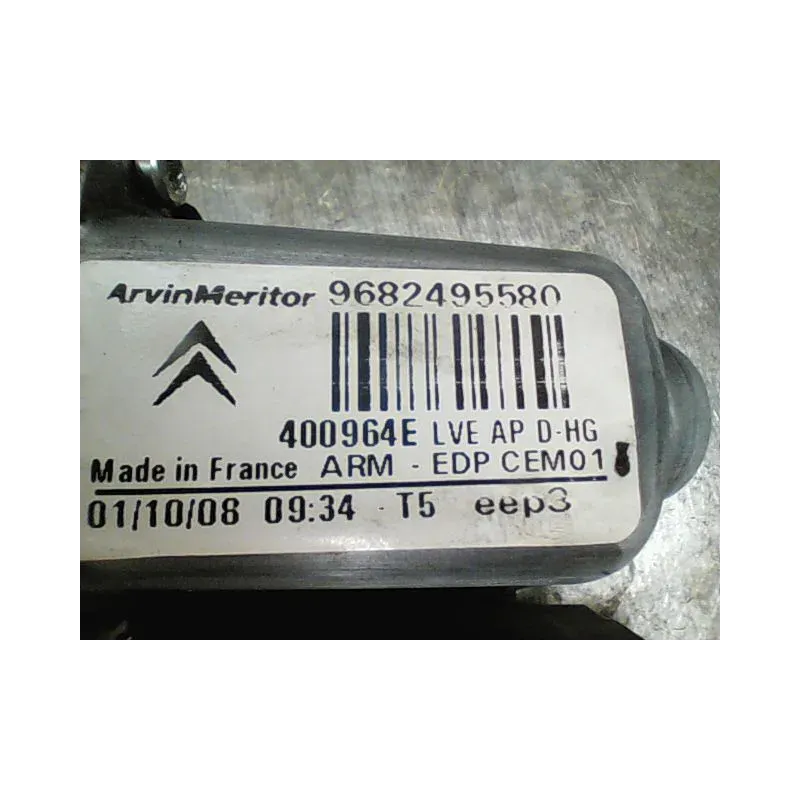 ArvinMeritor 9682495580
400964E LVE AP D-HG
Made in France ARM - EDP CEM01
01/10/08 09:34 - T5 eep3